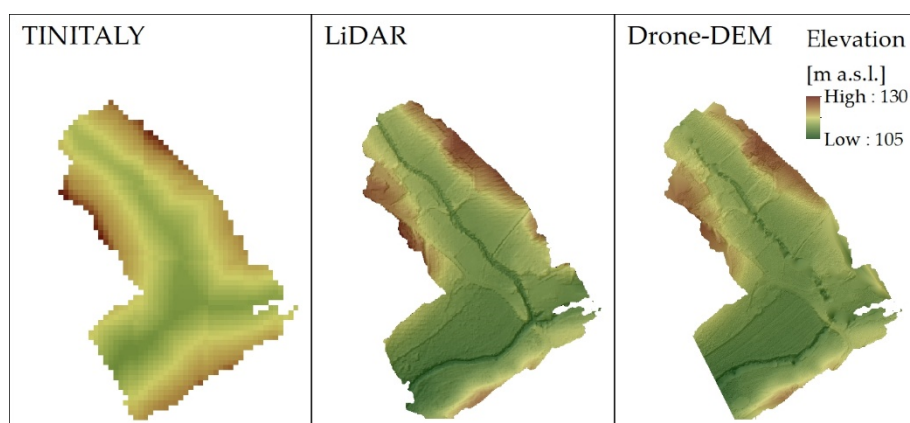 TINITALY
LiDAR
Drone-DEM
Elevation
[m a.s.l.]
High : 130
Low : 105